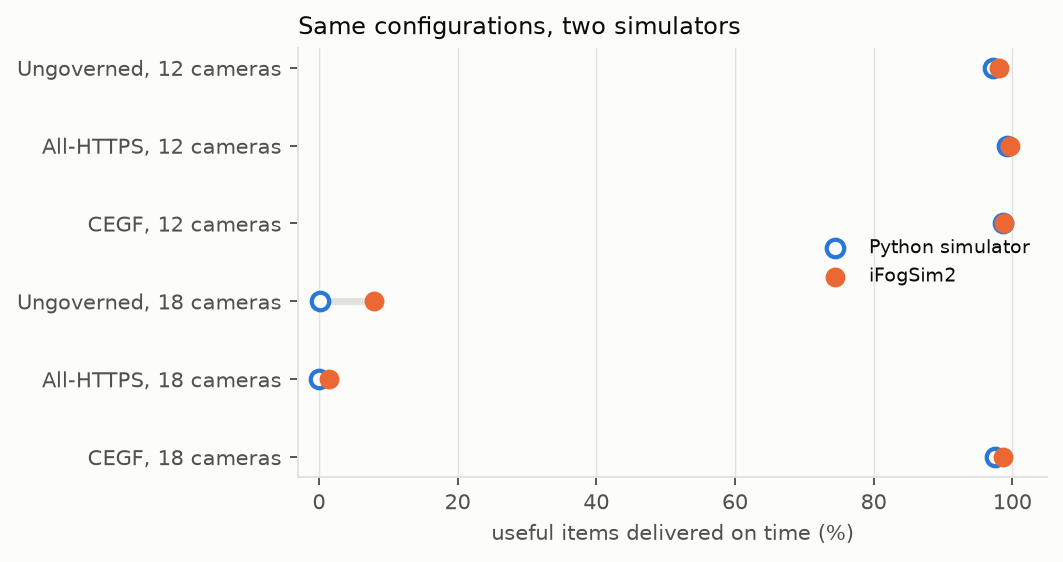 Same configurations, two simulators
Ungoverned, 12 cameras
All-HTTPS, 12 cameras
CEGF, 12 cameras
Python simulator
iFogSim2
Ungoverned, 18 cameras
All-HTTPS, 18 cameras
CEGF, 18 cameras
0 20 40 60 80 100
useful items delivered on time (%)